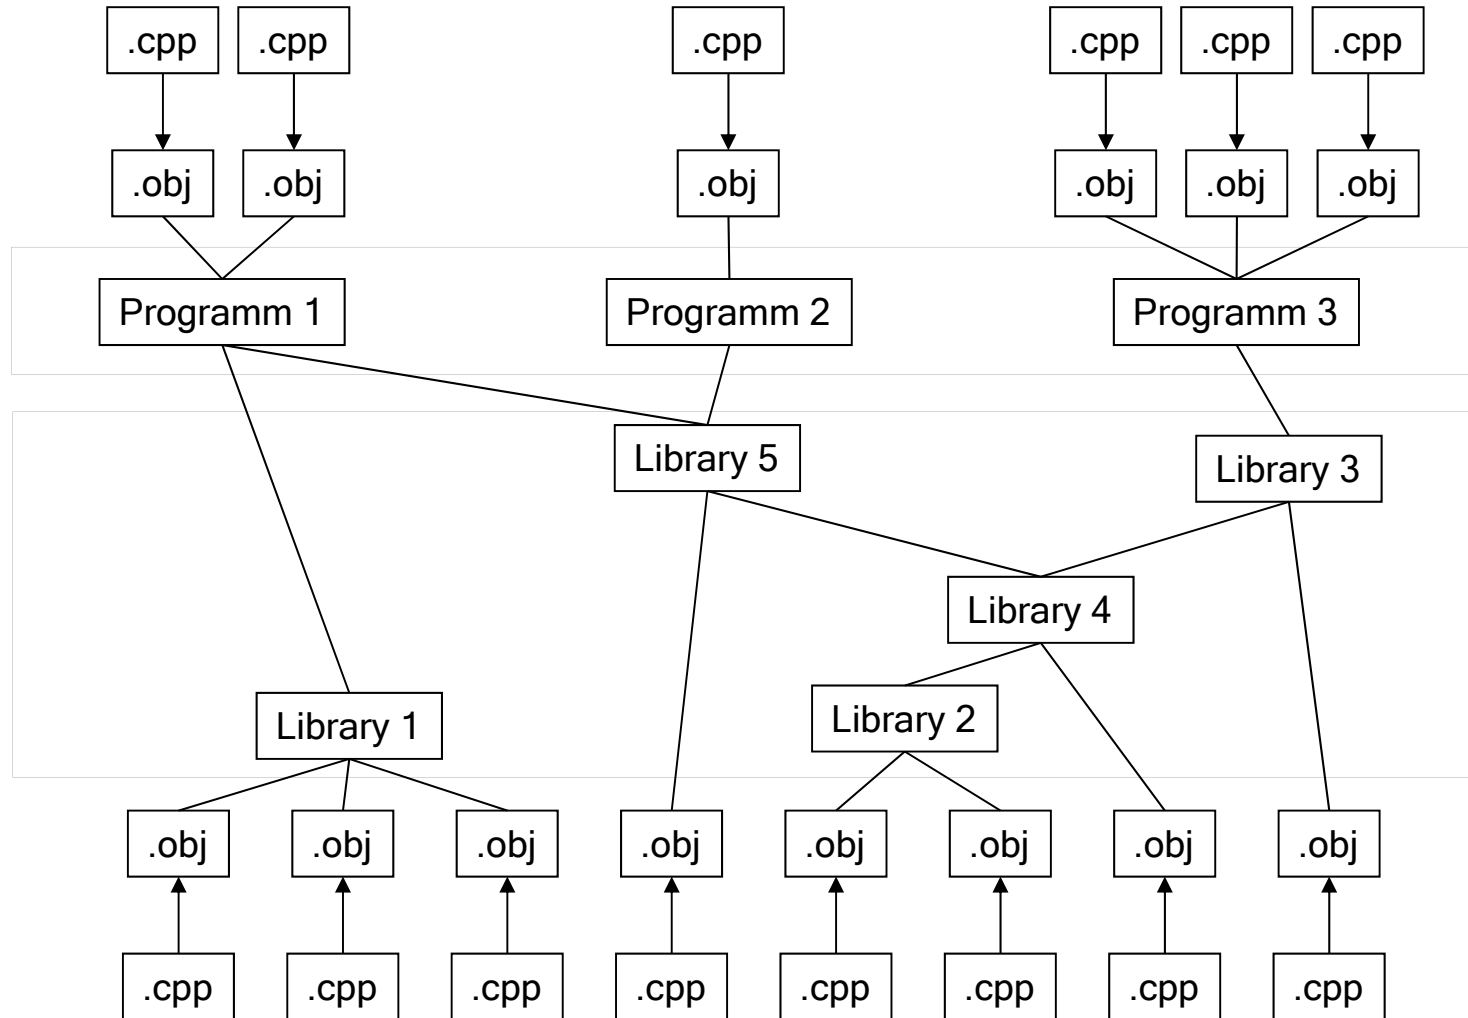 .cpp
.cpp
.cpp
.cpp
.cpp
.cpp
.obj
.obj
.obj
.obj
.obj
.obj
Programm 1
Programm 2
Programm 3
Library 5
Library 3
Library 4
Library 2
Library 1
.obj
.obj
.obj
.obj
.obj
.obj
.obj
.obj
.cpp
.cpp
.cpp
.cpp
.cpp
.cpp
.cpp
.cpp